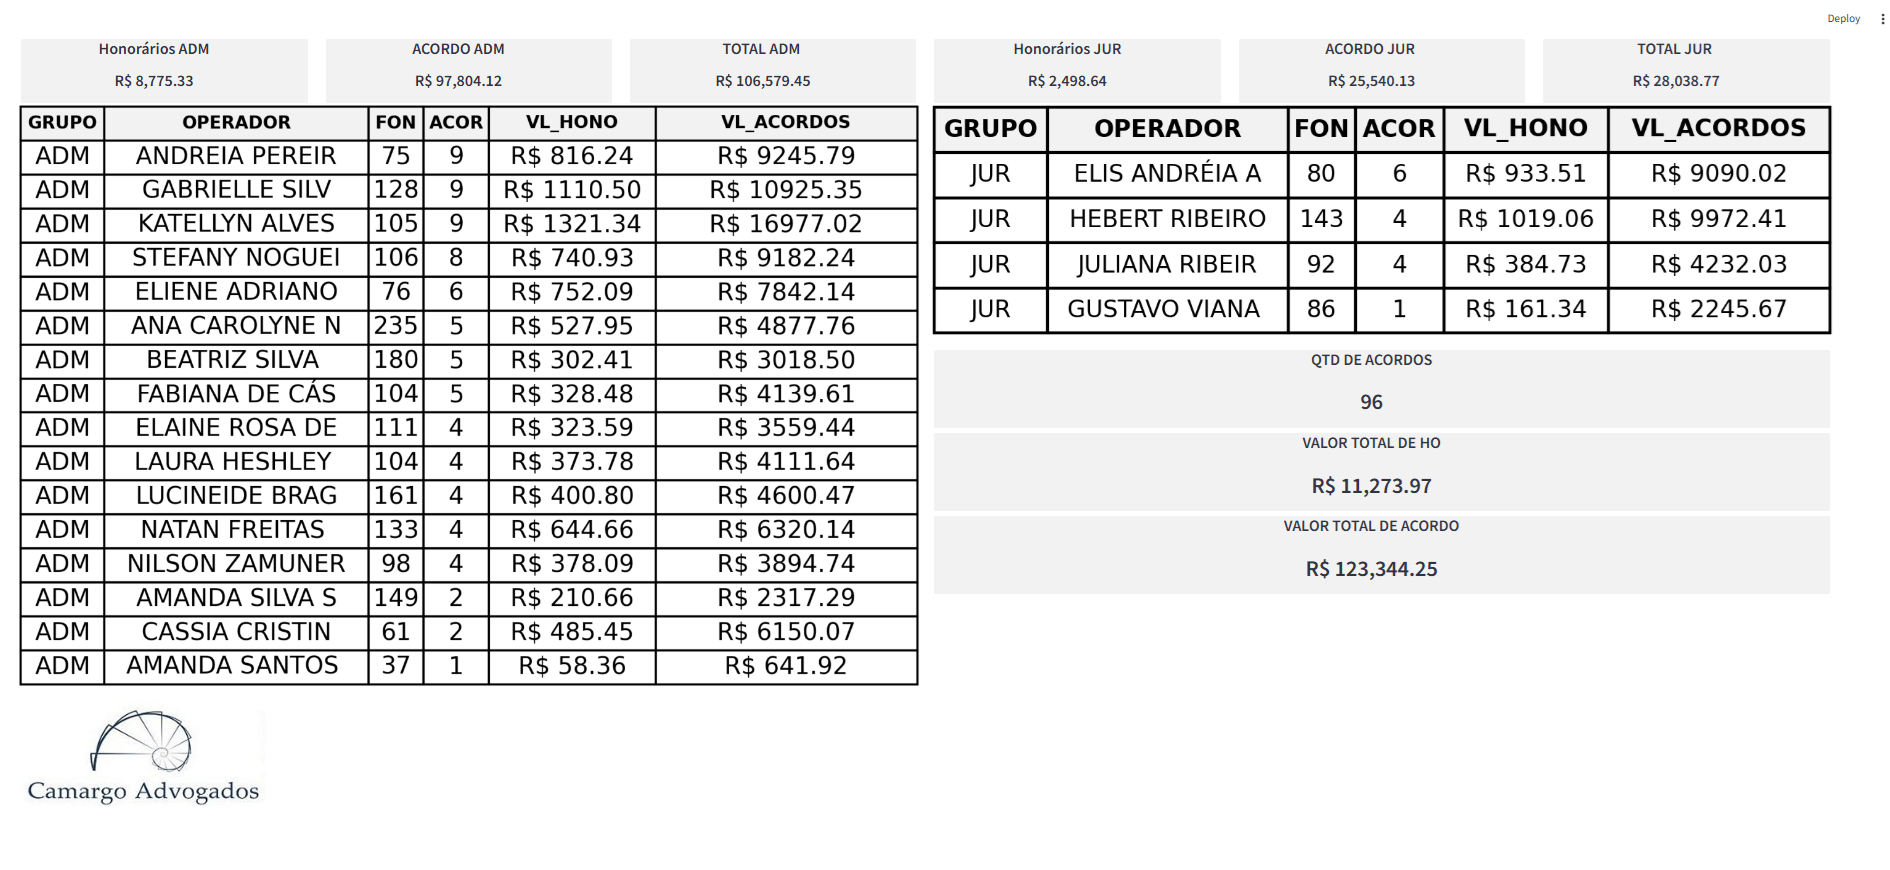 Deploy
Honorários ADM
R$ 8,775.33
ACORDO ADM
R$ 97,804.12
TOTAL ADM
R$ 106,579.45
Honorários JUR
R$ 2,498.64
ACORDO JUR
R$ 25,540.13
TOTAL JUR
R$ 28,038.77
GRUPO OPERADOR FON ACOR VL_HONO VL_ACORDOS
ADM ANDREIA PEREIR 75 9 R$ 816.24 R$ 9245.79
ADM GABRIELLE SILV 128 9 R$ 1110.50 R$ 10925.35
ADM KATELLYN ALVES 105 9 R$ 1321.34 R$ 16977.02
ADM STEFANY NOGUEI 106 8 R$ 740.93 R$ 9182.24
ADM ELIENE ADRIANO 76 6 R$ 752.09 R$ 7842.14
ADM ANA CAROLYNE N 235 5 R$ 527.95 R$ 4877.76
ADM BEATRIZ SILVA 180 5 R$ 302.41 R$ 3018.50
ADM FABIANA DE CÁS 104 5 R$ 328.48 R$ 4139.61
ADM ELAINE ROSA DE 111 4 R$ 323.59 R$ 3559.44
ADM LAURA HESHLEY 104 4 R$ 373.78 R$ 4111.64
ADM LUCINEIDE BRAG 161 4 R$ 400.80 R$ 4600.47
ADM NATAN FREITAS 133 4 R$ 644.66 R$ 6320.14
ADM NILSON ZAMUNER 98 4 R$ 378.09 R$ 3894.74
ADM AMANDA SILVA S 149 2 R$ 210.66 R$ 2317.29
ADM CASSIA CRISTIN 61 2 R$ 485.45 R$ 6150.07
ADM AMANDA SANTOS 37 1 R$ 58.36 R$ 641.92
GRUPO OPERADOR FON ACOR VL_HONO VL_ACORDOS
JUR ELIS ANDRÉIA A 80 6 R$ 933.51 R$ 9090.02
JUR HEBERT RIBEIRO 143 4 R$ 1019.06 R$ 9972.41
JUR JULIANA RIBEIR 92 4 R$ 384.73 R$ 4232.03
JUR GUSTAVO VIANA 86 1 R$ 161.34 R$ 2245.67
QTD DE ACORDOS
96
VALOR TOTAL DE HO
R$ 11,273.97
VALOR TOTAL DE ACORDO
R$ 123,344.25
Camargo Advogados